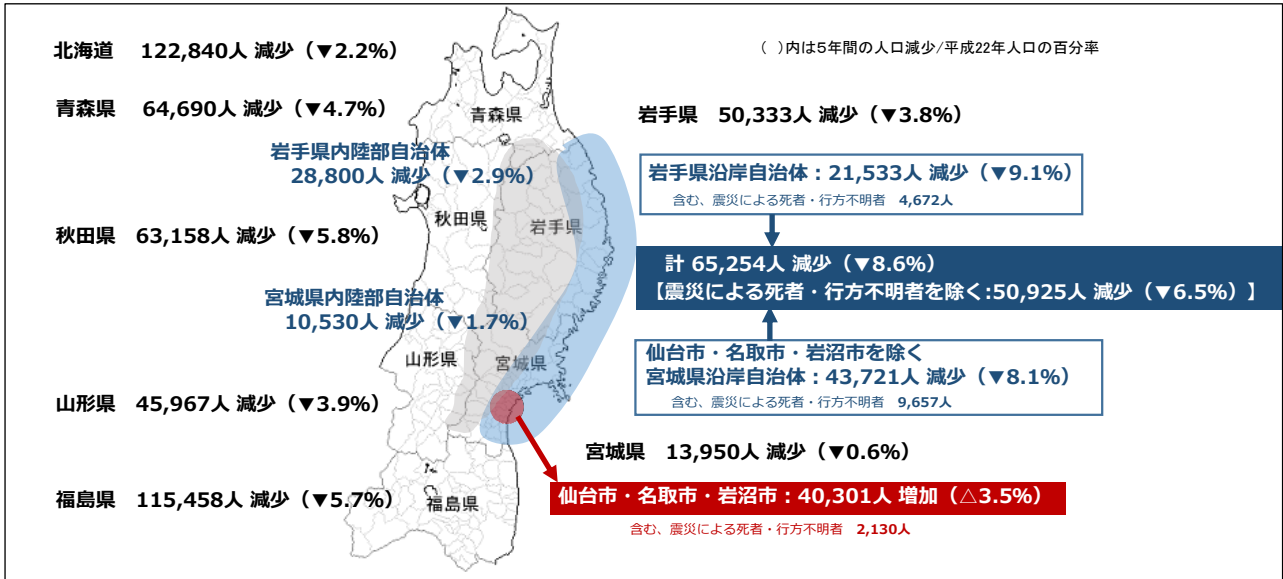 北海道 122,840人 減少（▼2.2%）
（ ）内は5年間の人口減少/平成22年人口の百分率
青森県 64,690人 減少（▼4.7%）
青森県
岩手県 50,333人 減少（▼3.8%）
岩手県内陸部自治体
28,800人 減少（▼2.9%）
岩手県沿岸自治体：21,533人 減少（▼9.1%）
含む、震災による死者・行方不明者 4,672人
秋田県
岩手県
秋田県 63,158人 減少（▼5.8%）
計 65,254人 減少（▼8.6%）
【震災による死者・行方不明者を除く:50,925人 減少（▼6.5%）】
宮城県内陸部自治体
10,530人 減少（▼1.7%）
山形県
宮城県
仙台市・名取市・岩沼市を除く
宮城県沿岸自治体：43,721人 減少（▼8.1%）
含む、震災による死者・行方不明者 9,657人
山形県 45,967人 減少（▼3.9%）
宮城県 13,950人 減少（▼0.6%）
福島県 115,458人 減少（▼5.7%）
福島県
仙台市・名取市・岩沼市：40,301人 増加（△3.5%）
含む、震災による死者・行方不明者 2,130人